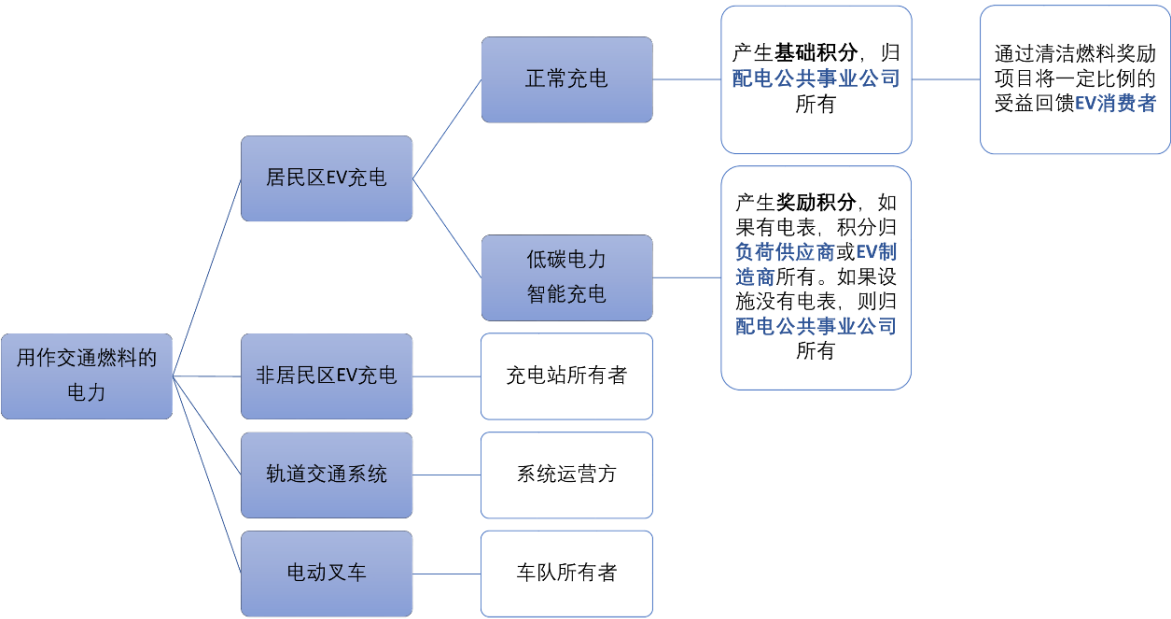 正常充电
产生基础积分，归
配电公共事业公司
所有
通过清洁燃料奖励
项目将一定比例的
受益回馈EV消费者
居民区EV充电
低碳电力
智能充电
产生奖励积分，如
果有电表，积分归
负荷供应商或EV制
造商所有。如果设
施没有电表，则归
配电公共事业公司
所有
用作交通燃料的
电力
非居民区EV充电
充电站所有者
轨道交通系统
系统运营方
电动叉车
车队所有者